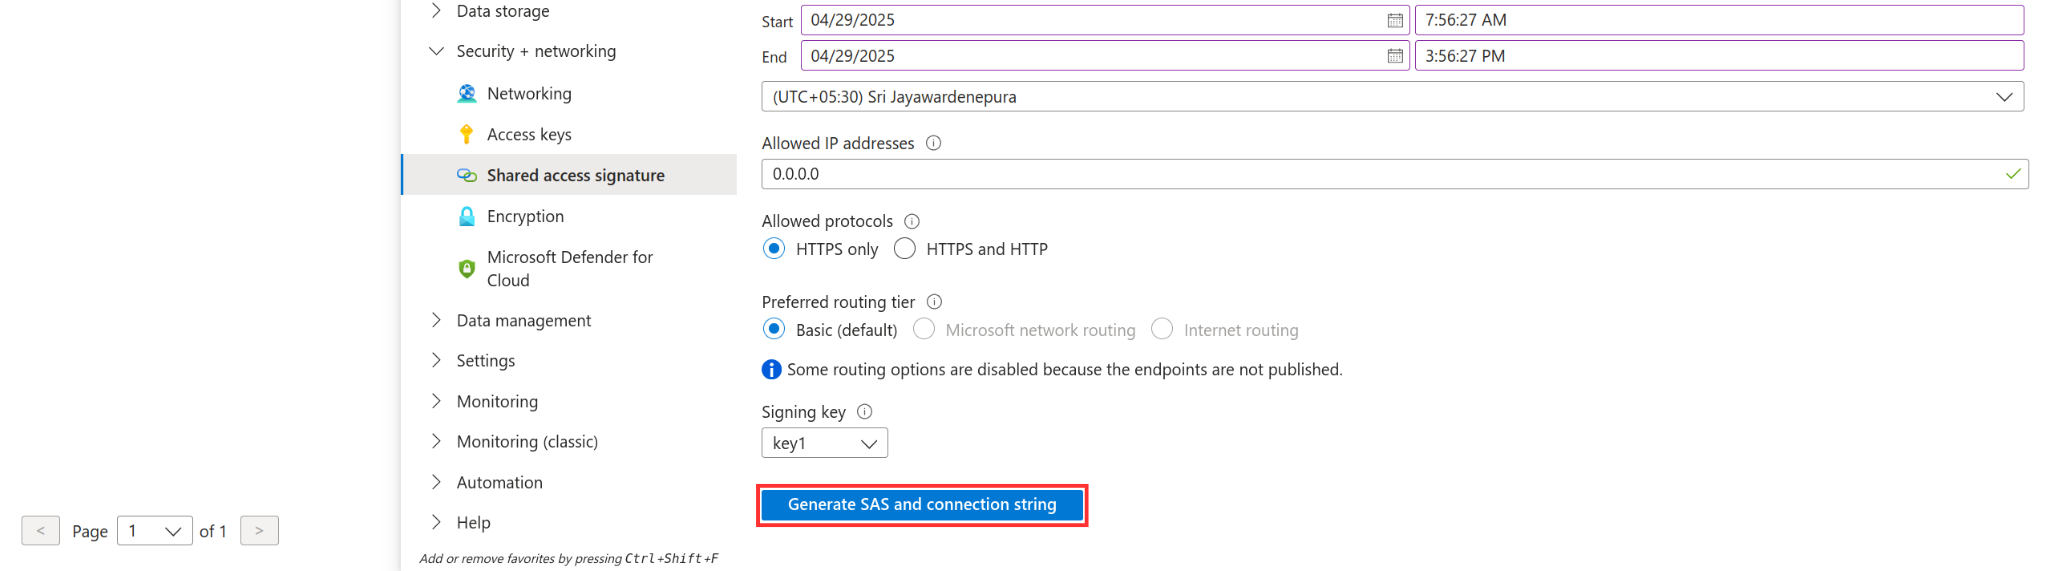 Data storage
Security + networking
Networking
Access keys
Shared access signature
Encryption
Microsoft Defender for
Cloud
Data management
Settings
Monitoring
Monitoring (classic)
Automation
Help
Add or remove favorites by pressing Ctrl+Shift+F
< Page 1 of 1 >
Start 04/29/2025 7:56:27 AM
End 04/29/2025 3:56:27 PM
(UTC+05:30) Sri Jayawardenepura
Allowed IP addresses
0.0.0.0
Allowed protocols
HTTPS only HTTPS and HTTP
Preferred routing tier
Basic (default) Microsoft network routing Internet routing
Some routing options are disabled because the endpoints are not published.
Signing key
key1
Generate SAS and connection string